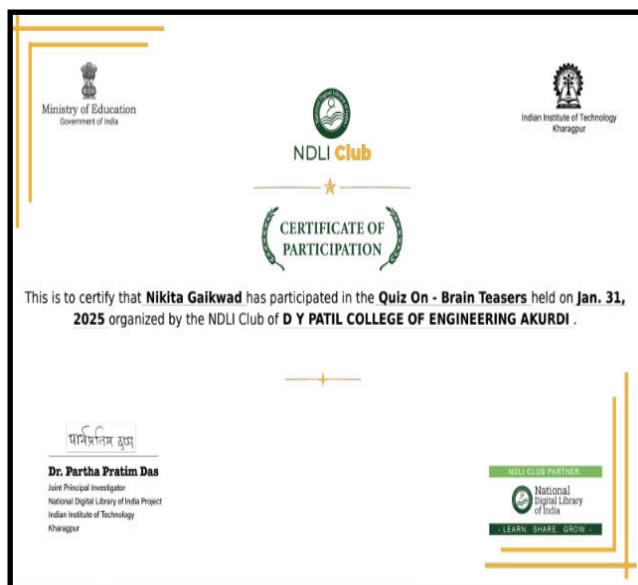 Ministry of Education
Government of India
Indian Institute of Technology
Kharagpur
NDLI Club
CERTIFICATE OF
PARTICIPATION
This is to certify that Nikita Gaikwad has participated in the Quiz On - Brain Teasers held on Jan. 31,
2025 organized by the NDLI Club of D Y PATIL COLLEGE OF ENGINEERING AKURDI .
Dr. Partha Pratim Das
Joint Principal Investigator
National Digital Library of India Project
Indian Institute of Technology
Kharagpur
NDLI CLUB PARTNER
National
Digital Library
of India
- LEARN. SHARE. GROW -